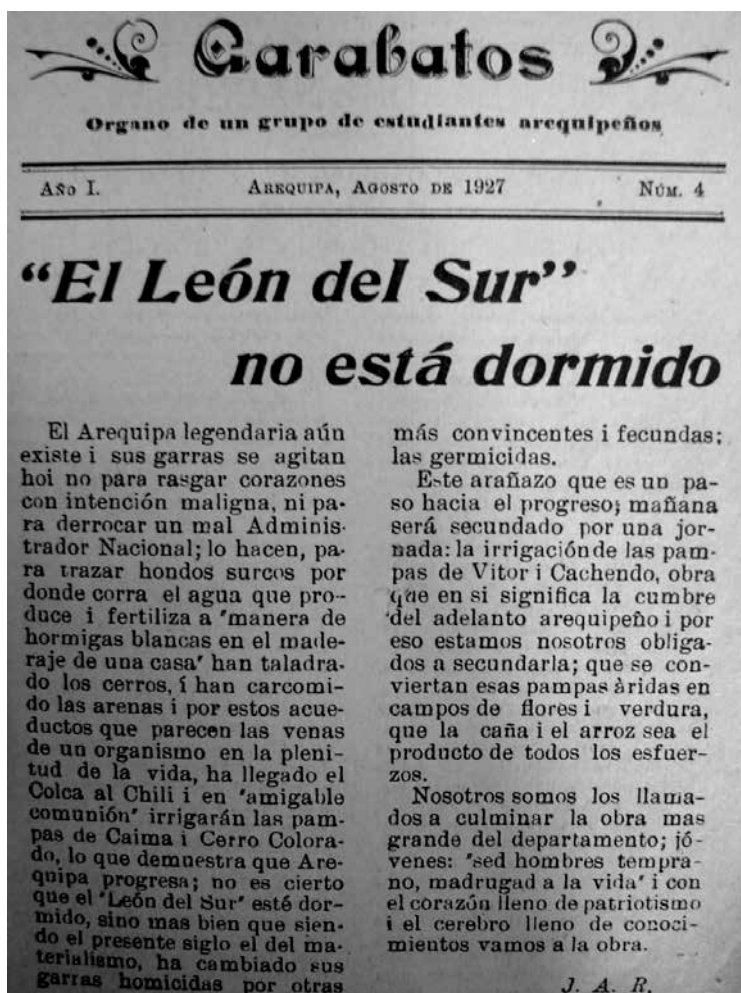 Garabatos
Organo de un grupo de estudiantes arequipeños
Año I.
Arequipa, Agosto de 1927
Núm. 4
“El León del Sur”
no está dormido
El Arequipa legendaria aún
existe i sus garras se agitan
hoi no para rasgar corazones
con intención maligna, ni pa-
ra derrocar un mal Adminis-
trador Nacional; lo hacen, pa-
ra trazar hondos surcos por
donde corra el agua que pro-
duce i fertiliza a 'manera de
hormigas blancas en el made-
raje de una casa' han taladra-
do los cerros, í han carcomi-
do las arenas i por estos acue-
ductos que parecen las venas
de un organismo en la pleni-
tud de la vida, ha llegado el
Colca al Chili i en 'amigable
comunión' irrigarán las pam-
pas de Caima i Cerro Colora-
do, lo que demuestra que Are-
quipa progresa; no es cierto
que el 'León del Sur' esté dor-
mido, sino mas bien que sien-
do el presente siglo el del ma-
terialismo, ha cambiado sus
garras homicidas por otras
más convincentes i fecundas;
las germicidas.
Este arañazo que es un pa-
so hacia el progreso; mañana
será secundado por una jor-
nada: la irrigaciónde las pam-
pas de Vitor i Cachendo, obra
que en si significa la cumbre
del adelanto arequipeño i por
eso estamos nosotros obliga-
dos a secundarla; que se con-
viertan esas pampas àridas en
campos de flores i verdura,
que la caña i el arroz sea el
producto de todos los esfuer-
zos.
Nosotros somos los llama-
dos a culminar la obra mas
grande del departamento; jó-
venes: 'sed hombres tempra-
no, madrugad a la vida' i con
el corazón lleno de patriotismo
i el cerebro lleno de conoci-
mientos vamos a la obra.
J. A. R.